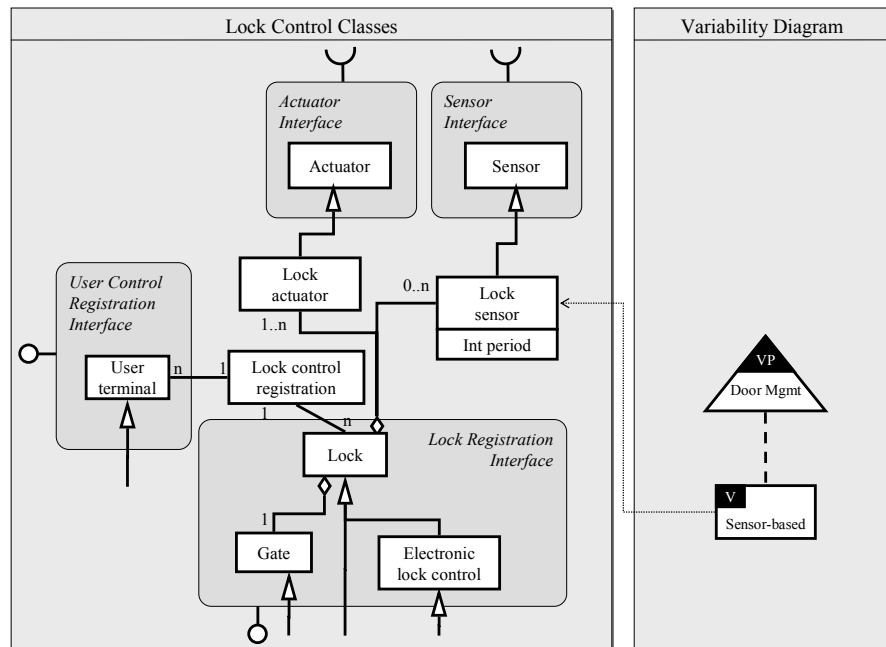 Lock Control Classes
Variability Diagram
Actuator
Interface
Actuator
Sensor
Interface
Sensor
User Control
Registration
Interface
Lock
actuator
1..n
0..n
Lock
sensor
Int period
User
terminal
n
1
Lock control
registration
1
n
VP
Door Mgmt
Lock
Lock Registration
Interface
V
Sensor-based
1
Gate
Electronic
lock control